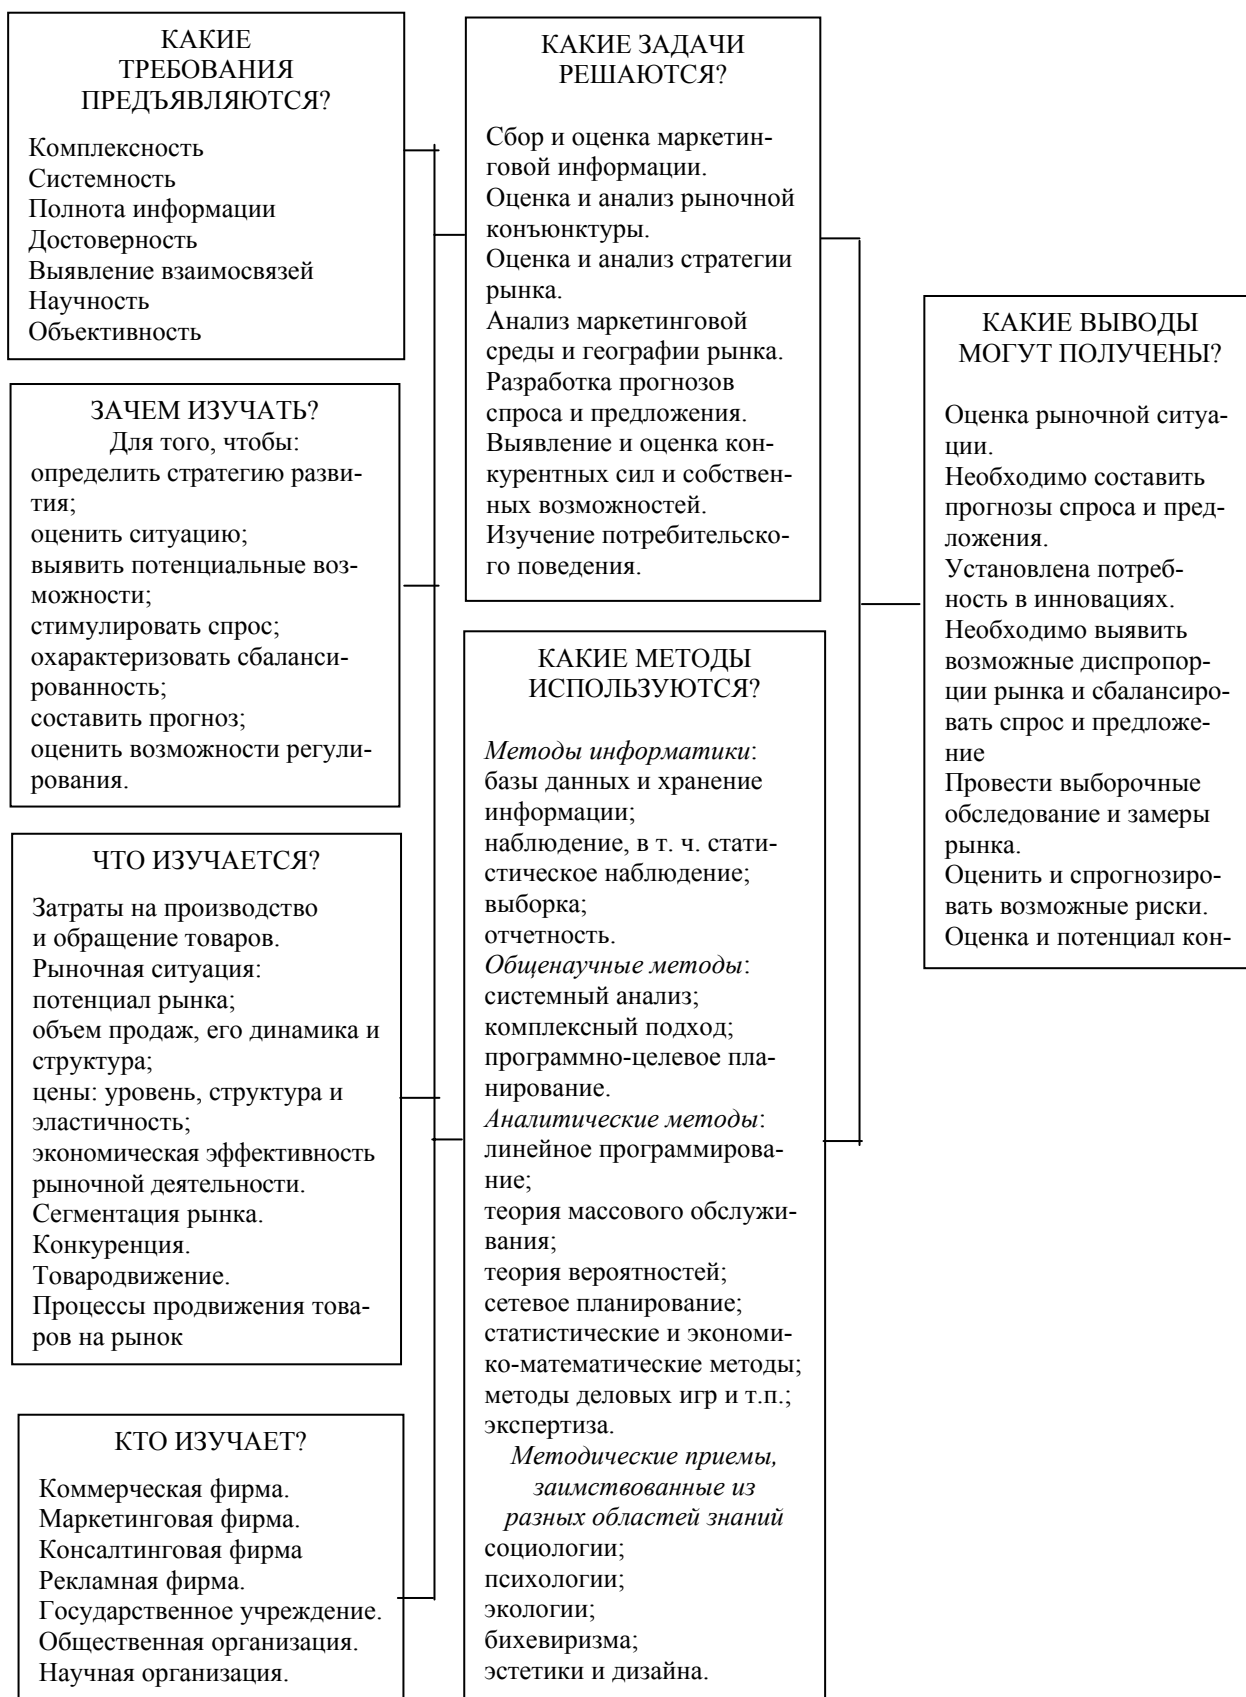 КАКИЕ
ТРЕБОВАНИЯ
ПРЕДЪЯВЛЯЮТСЯ?
Комплексность
Системность
Полнота информации
Достоверность
Выявление взаимосвязей
Научность
Объективность
ЗАЧЕМ ИЗУЧАТЬ?
Для того, чтобы:
определить стратегию разви-
тия;
оценить ситуацию;
выявить потенциальные воз-
можности;
стимулировать спрос;
охарактеризовать сбаланси-
рованность;
составить прогноз;
оценить возможности регули-
рования.
ЧТО ИЗУЧАЕТСЯ?
Затраты на производство
и обращение товаров.
Рыночная ситуация:
потенциал рынка;
объем продаж, его динамика и
структура;
цены: уровень, структура и
эластичность;
экономическая эффективность
рыночной деятельности.
Сегментация рынка.
Конкуренция.
Товародвижение.
Процессы продвижения това-
ров на рынок
КТО ИЗУЧАЕТ?
Коммерческая фирма.
Маркетинговая фирма.
Консалтинговая фирма
Рекламная фирма.
Государственное учреждение.
Общественная организация.
Научная организация.
КАКИЕ ЗАДАЧИ
РЕШАЮТСЯ?
Сбор и оценка маркетин-
говой информации.
Оценка и анализ рыночной
конъюнктуры.
Оценка и анализ стратегии
рынка.
Анализ маркетинговой
среды и географии рынка.
Разработка прогнозов
спроса и предложения.
Выявление и оценка кон-
курентных сил и собствен-
ных возможностей.
Изучение потребительско-
го поведения.
КАКИЕ МЕТОДЫ
ИСПОЛЬЗУЮТСЯ?
Методы информатики:
базы данных и хранение
информации;
наблюдение, в т. ч. стати-
стическое наблюдение;
выборка;
отчетность.
Общенаучные методы:
системный анализ;
комплексный подход;
программно-целевое пла-
нирование.
Аналитические методы:
линейное программирова-
ние;
теория массового обслужи-
вания;
теория вероятностей;
сетевое планирование;
статистические и экономи-
ко-математические методы;
методы деловых игр и т.п.;
экспертиза.
Методические приемы,
заимствованные из
разных областей знаний
социологии;
психологии;
экологии;
бихевиризма;
эстетики и дизайна.
КАКИЕ ВЫВОДЫ
МОГУТ ПОЛУЧЕНЫ?
Оценка рыночной ситуа-
ции.
Необходимо составить
прогнозы спроса и пред-
ложения.
Установлена потреб-
ность в инновациях.
Необходимо выявить
возможные диспропор-
ции рынка и сбалансиро-
вать спрос и предложе-
ние
Провести выборочные
обследование и замеры
рынка.
Оценить и спрогнозиро-
вать возможные риски.
Оценка и потенциал кон-